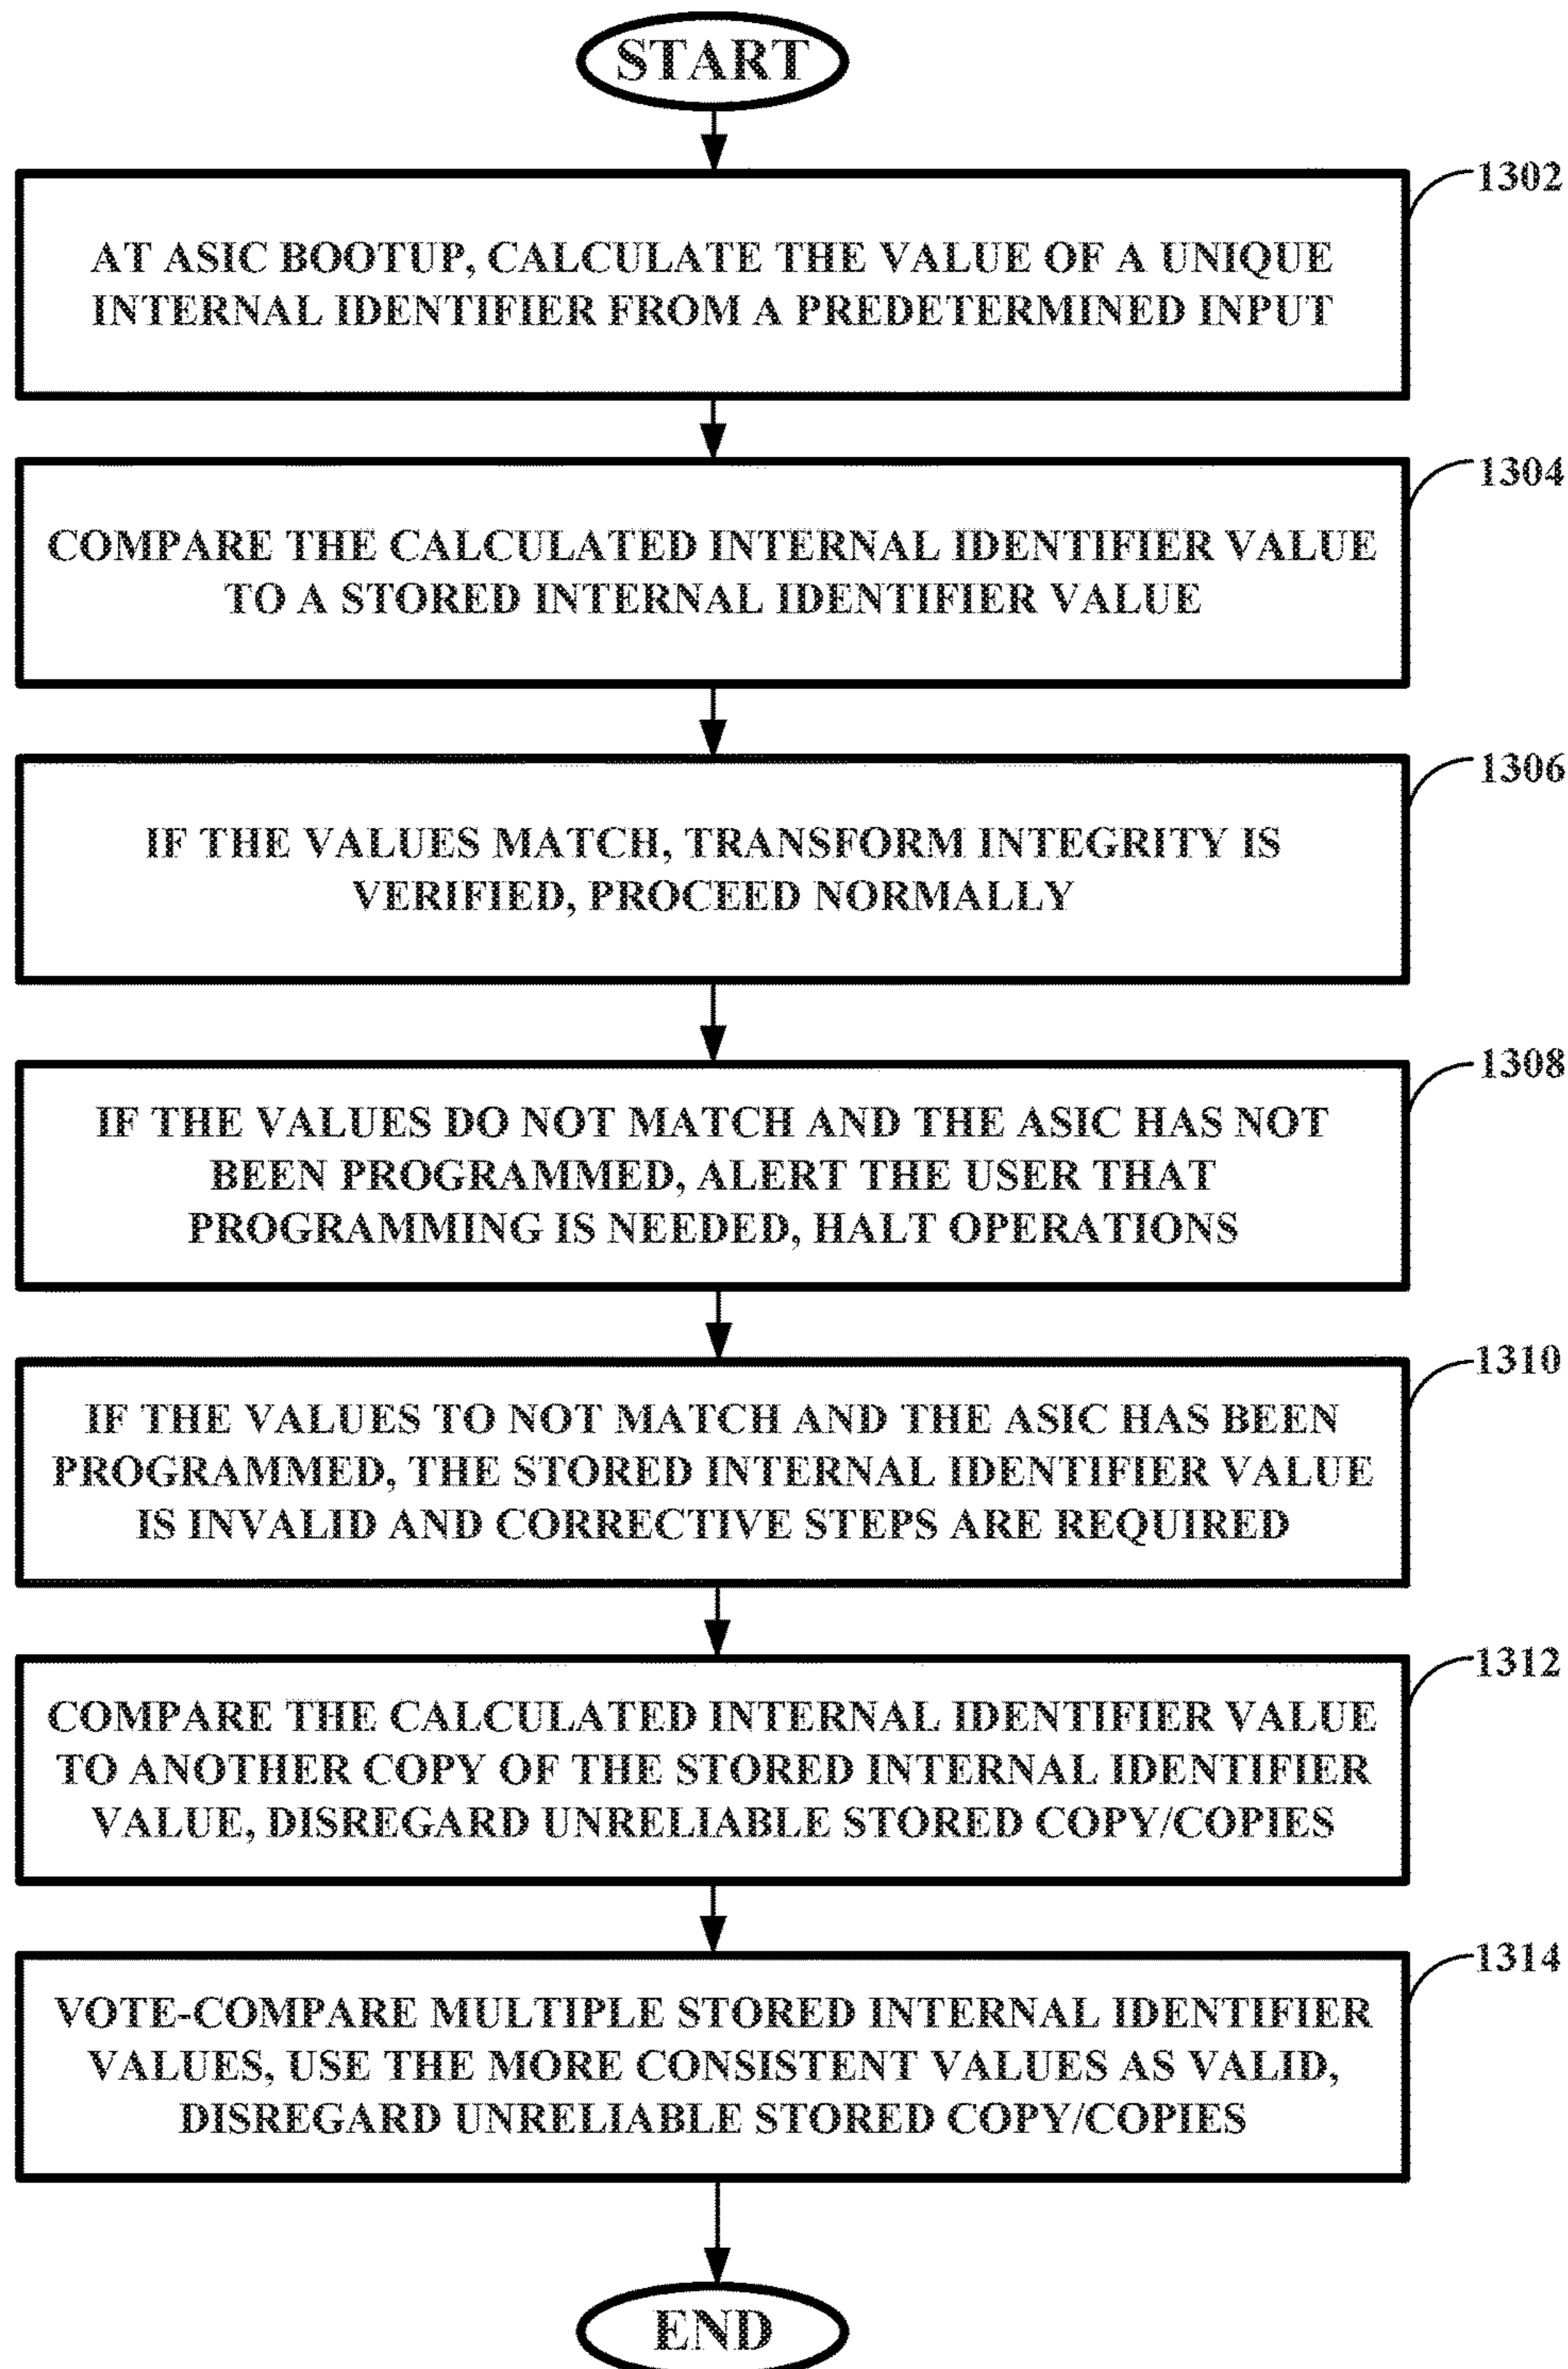 START
1302
AT ASIC BOOTUP, CALCULATE THE VALUE OF A UNIQUE
INTERNAL IDENTIFIER FROM A PREDETERMINED INPUT
1304
COMPARE THE CALCULATED INTERNAL IDENTIFIER VALUE
TO A STORED INTERNAL IDENTIFIER VALUE
1306
IF THE VALUES MATCH, TRANSFORM INTEGRITY IS
VERIFIED, PROCEED NORMALLY
1308
IF THE VALUES DO NOT MATCH AND THE ASIC HAS NOT
BEEN PROGRAMMED, ALERT THE USER THAT
PROGRAMMING IS NEEDED, HALT OPERATIONS
1310
IF THE VALUES TO NOT MATCH AND THE ASIC HAS BEEN
PROGRAMMED, THE STORED INTERNAL IDENTIFIER VALUE
IS INVALID AND CORRECTIVE STEPS ARE REQUIRED
1312
COMPARE THE CALCULATED INTERNAL IDENTIFIER VALUE
TO ANOTHER COPY OF THE STORED INTERNAL IDENTIFIER
VALUE, DISREGARD UNRELIABLE STORED COPY/COPIES
1314
VOTE-COMPARE MULTIPLE STORED INTERNAL IDENTIFIER
VALUES, USE THE MORE CONSISTENT VALUES AS VALID,
DISREGARD UNRELIABLE STORED COPY/COPIES
END